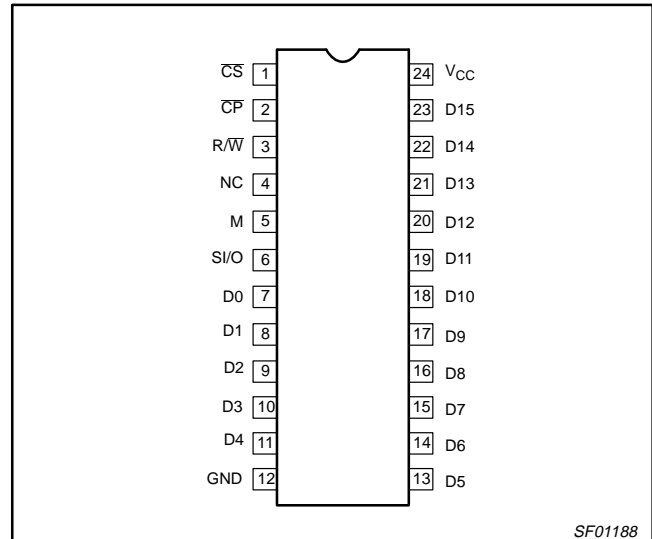 C̅S̅ 1 24 VCC
C̅P̅ 2 23 D15
R/W̅ 3 22 D14
NC 4 21 D13
M 5 20 D12
SI/O 6 19 D11
D0 7 18 D10
D1 8 17 D9
D2 9 16 D8
D3 10 15 D7
D4 11 14 D6
GND 12 13 D5
SF01188